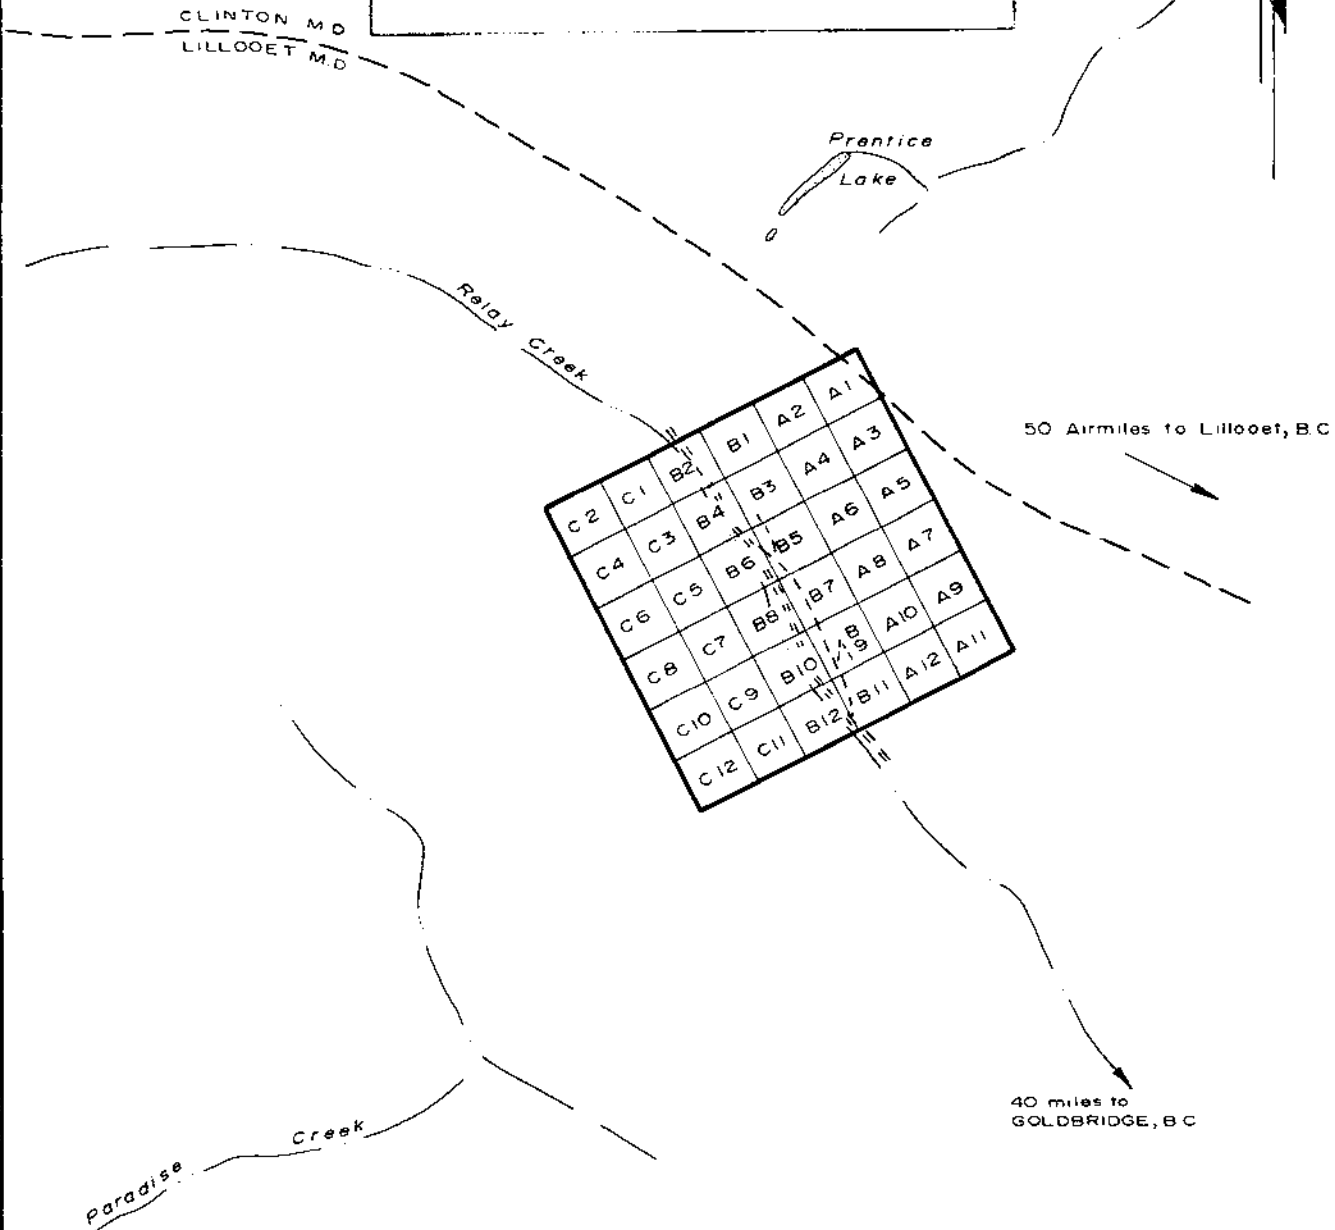 CLINTON M D
LILLOOET M.D
Prentice
Lake
Relay Creek
50 Airmiles to Lillooet, B.C
A1
A2
B1
B2
C1
C2
A3
A4
B3
B4
C3
C4
A5
A6
B5
B6
C5
C6
A7
A8
B7
B8
C7
C8
A9
A10
B
9
B10
C9
C10
A11
A12
B11
B12
C11
C12
40 miles to
GOLDBRIDGE, B C
Paradise Creek